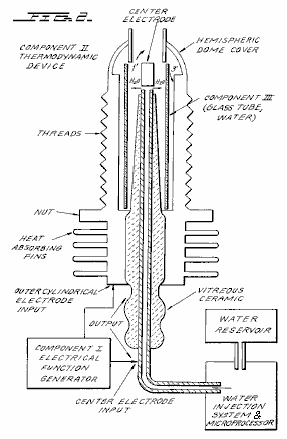 FIG. 2.
CENTER
ELECTRODE
HEMISPHERIC
DOME COVER
COMPONENT II
THERMODYNAMIC
DEVICE
H₂O
H₂O
COMPONENT III
(GLASS TUBE,
WATER)
THREADS
NUT
HEAT
ABSORBING
FINS
OUTER CYLINDRICAL
ELECTRODE
INPUT
VITREOUS
CERAMIC
OUTPUT
WATER
RESERVOIR
COMPONENT I
ELECTRICAL
FUNCTION
GENERATOR
CENTER ELECTRODE
INPUT
WATER
INJECTION
SYSTEM &
MICROPROCESSOR